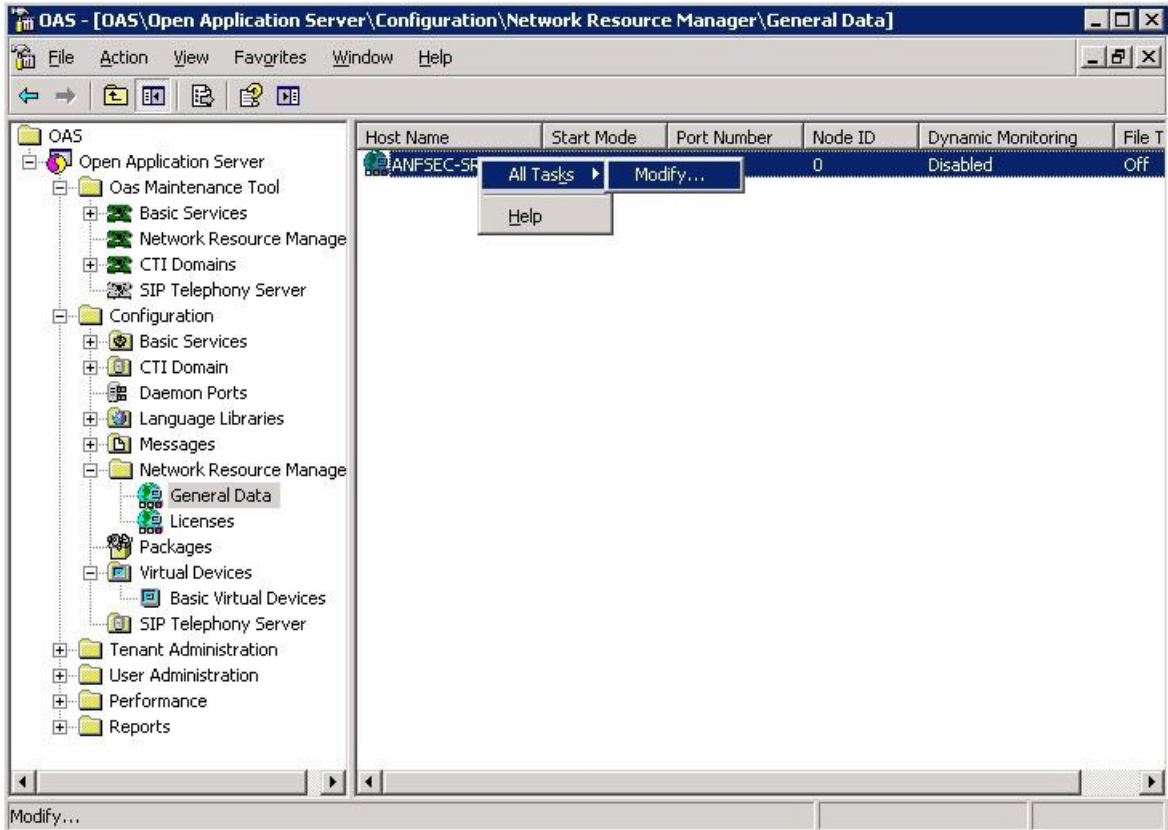 OAS - [OAS\Open Application Server\Configuration\Network Resource Manager\General Data]
File Action View Favorites Window Help
OAS
Open Application Server
Oas Maintenance Tool
Basic Services
Network Resource Manage
CTI Domains
SIP Telephony Server
Configuration
Basic Services
CTI Domain
Daemon Ports
Language Libraries
Messages
Network Resource Manage
General Data
Licenses
Packages
Virtual Devices
Basic Virtual Devices
SIP Telephony Server
Tenant Administration
User Administration
Performance
Reports
Host Name Start Mode Port Number Node ID Dynamic Monitoring File T
ANFSEC-SR 0 Disabled Off
All Tasks Modify...
Help
Modify...